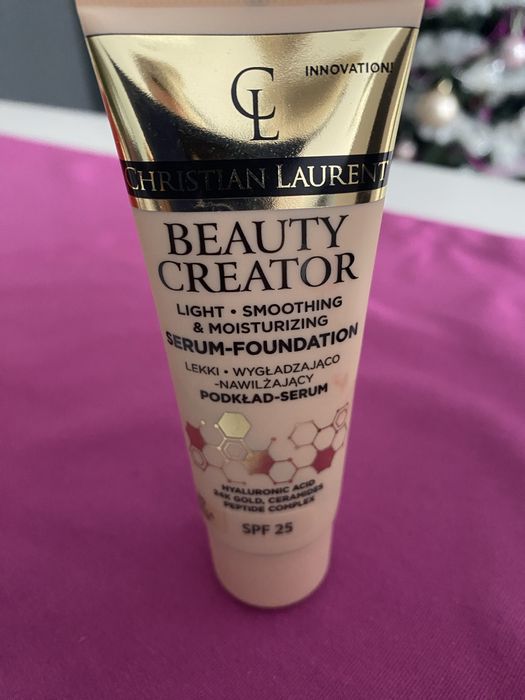 INNOVATION!
CL
CHRISTIAN LAURENT
BEAUTY
CREATOR
LIGHT • SMOOTHING
& MOISTURIZING
SERUM-FOUNDATION
LEKKI • WYGŁADZAJĄCO
-NAWILŻAJĄCY
PODKŁAD-SERUM
HYALURONIC ACID
24K GOLD, CERAMIDES
PEPTIDE COMPLEX
SPF 25